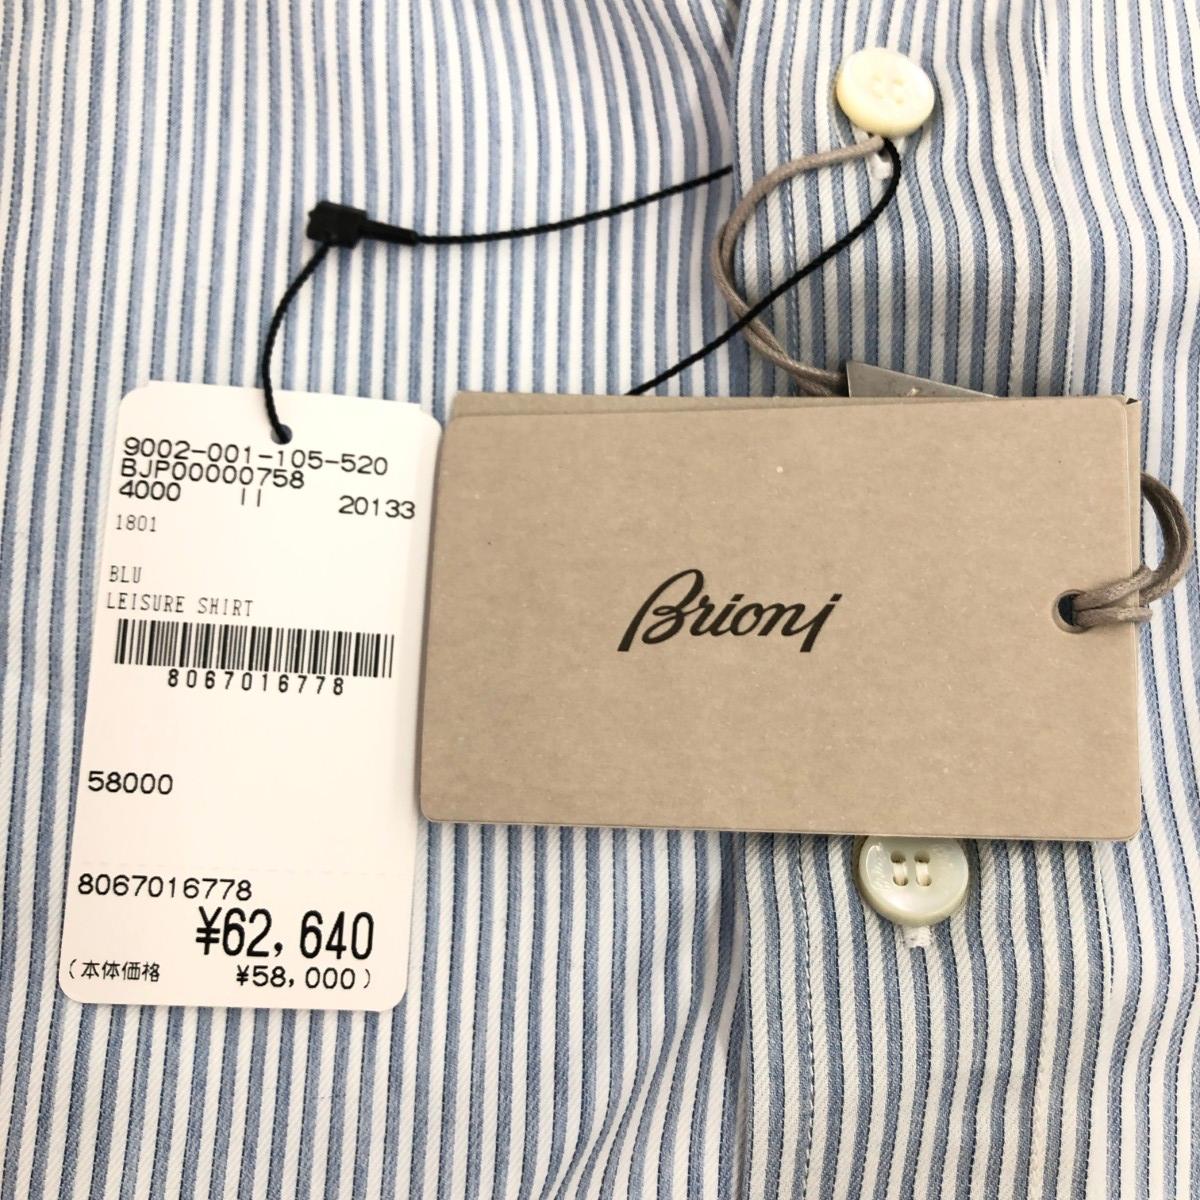 9002-001-105-520
BJP00000758
4000 II 20133
1801
BLU
LEISURE SHIRT
8067016778
58000
8067016778
¥62,640
(本体価格 ¥58,000)
Brioni